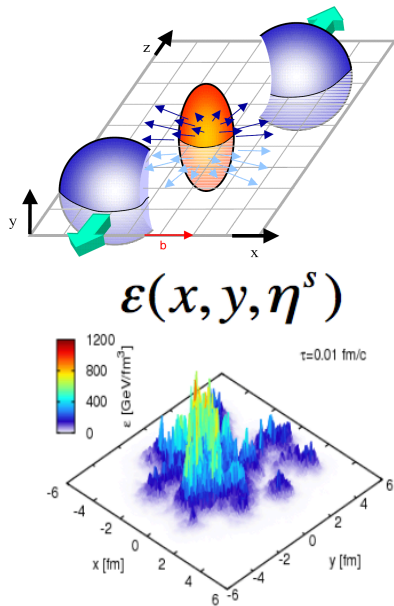 z
y
b
x
ε(x, y, η^s)
1200
800
400
0
ε [GeV/fm³]
τ=0.01 fm/c
-6
-4
-2
0
2
4
6
x [fm]
-6
-4
-2
0
2
4
6
y [fm]